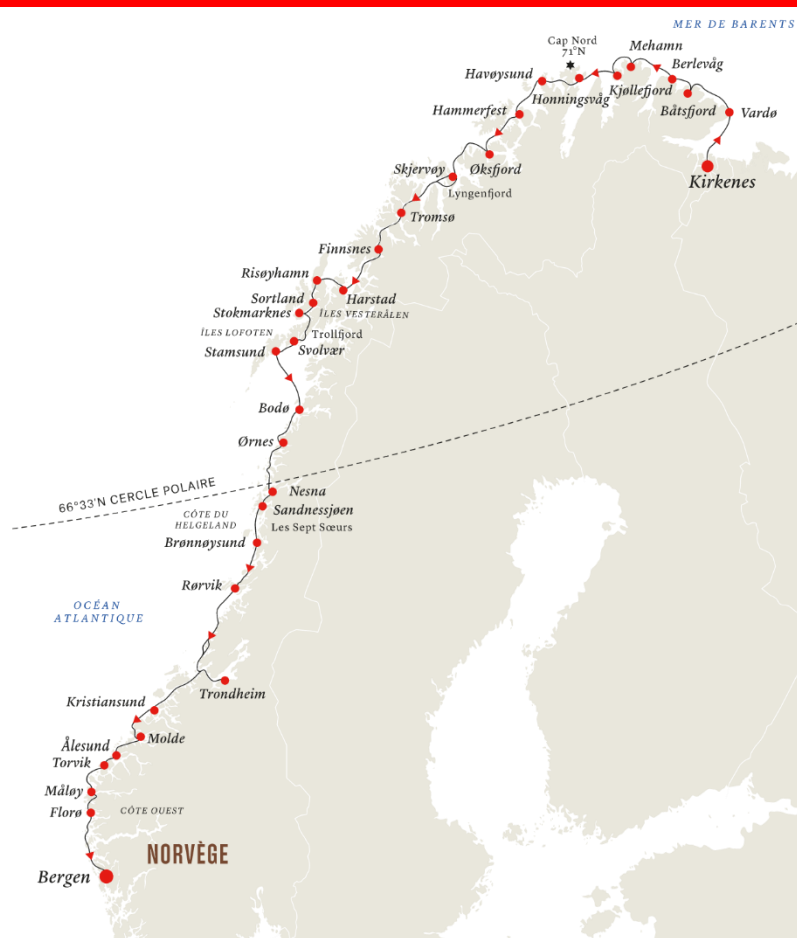 MER DE BARENTS
Cap Nord
71°N
Mehamn
Berlevåg
Havøysund
Honningsvåg
Kjøllefjord
Hammerfest
Båtsfjord
Vardø
Skjervøy
Øksfjord
Kirkenes
Lyngenfjord
Tromsø
Finnsnes
Risøyhamn
Sortland
Harstad
Stokmarknes
ÎLES VESTERÅLEN
ÎLES LOFOTEN
Trollfjord
Stamsund
Svolvær
Bodø
Ørnes
66°33'N CERCLE POLAIRE
Nesna
CÔTE DU
HELGELAND
Sandnessjøen
Les Sept Sœurs
Brønnøysund
Rørvik
OCÉAN
ATLANTIQUE
Trondheim
Kristiansund
Molde
Ålesund
Torvik
Måløy
Florø
CÔTE OUEST
NORVÈGE
Bergen